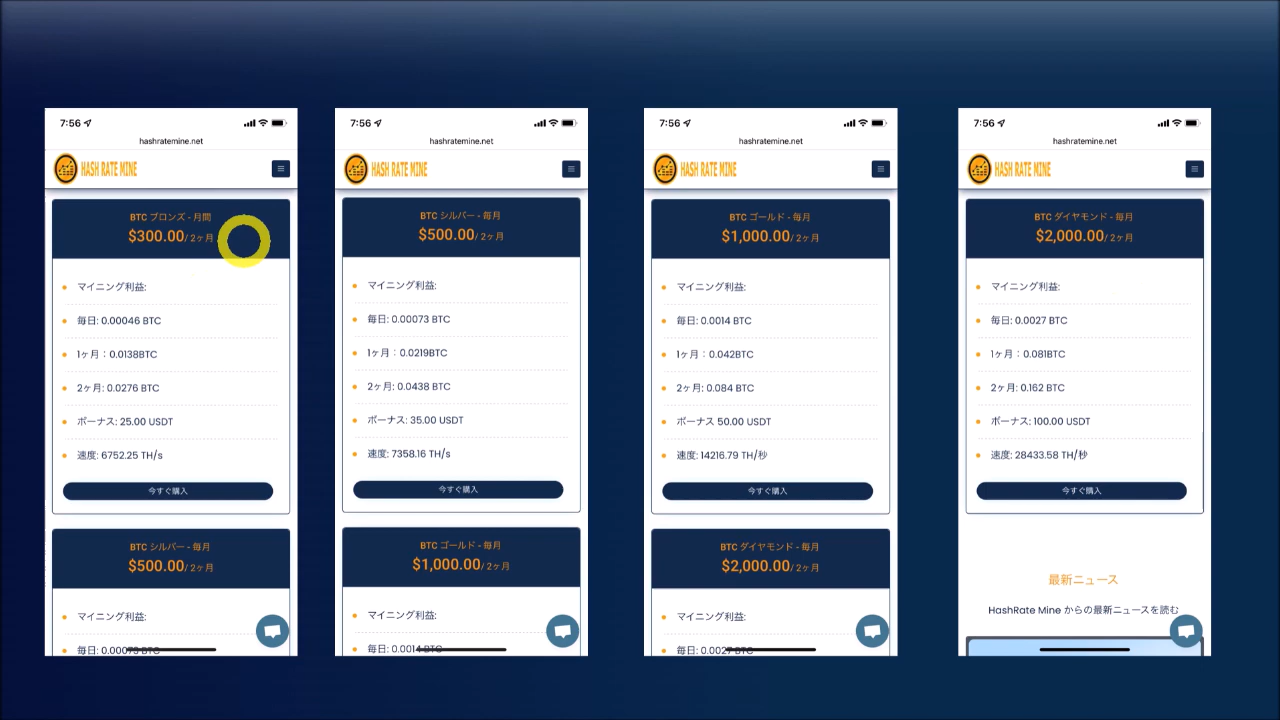 7:56
hashratemine.net
HASH RATE MINE
BTC ブロンズ - 月間
$300.00/ 2ヶ月
マイニング利益:
毎日: 0.00046 BTC
1ヶ月：0.0138BTC
2ヶ月: 0.0276 BTC
ボーナス: 25.00 USDT
速度: 6752.25 TH/s
今すぐ購入
BTC シルバー - 毎月
$500.00/ 2ヶ月
マイニング利益:
毎日: 0.00073 BTC
7:56
hashratemine.net
HASH RATE MINE
BTC シルバー - 毎月
$500.00/ 2ヶ月
マイニング利益:
毎日: 0.00073 BTC
1ヶ月：0.0219BTC
2ヶ月: 0.0438 BTC
ボーナス: 35.00 USDT
速度: 7358.16 TH/s
今すぐ購入
BTC ゴールド - 毎月
$1,000.00/ 2ヶ月
マイニング利益:
毎日: 0.0014 BTC
7:56
hashratemine.net
HASH RATE MINE
BTC ゴールド - 毎月
$1,000.00/ 2ヶ月
マイニング利益:
毎日: 0.0014 BTC
1ヶ月：0.042BTC
2ヶ月: 0.084 BTC
ボーナス 50.00 USDT
速度: 14216.79 TH/秒
今すぐ購入
BTC ダイヤモンド - 毎月
$2,000.00/ 2ヶ月
マイニング利益:
毎日: 0.0027 BTC
7:56
hashratemine.net
HASH RATE MINE
BTC ダイヤモンド - 毎月
$2,000.00/ 2ヶ月
マイニング利益:
毎日: 0.0027 BTC
1ヶ月：0.081BTC
2ヶ月: 0.162 BTC
ボーナス: 100.00 USDT
速度: 28433.58 TH/秒
今すぐ購入
最新ニュース
HashRate Mine からの最新ニュースを読む